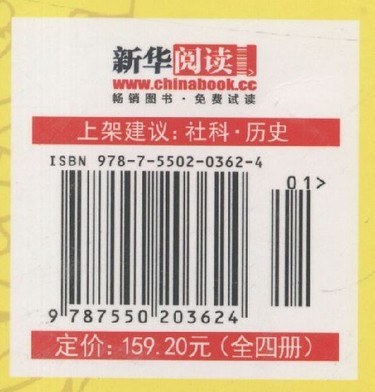 新华阅读
www.chinabook.cc
畅销图书·免费试读
上架建议：社科·历史
ISBN 978-7-5502-0362-4
01>
9 787550 203624
定价：159.20元（全四册）